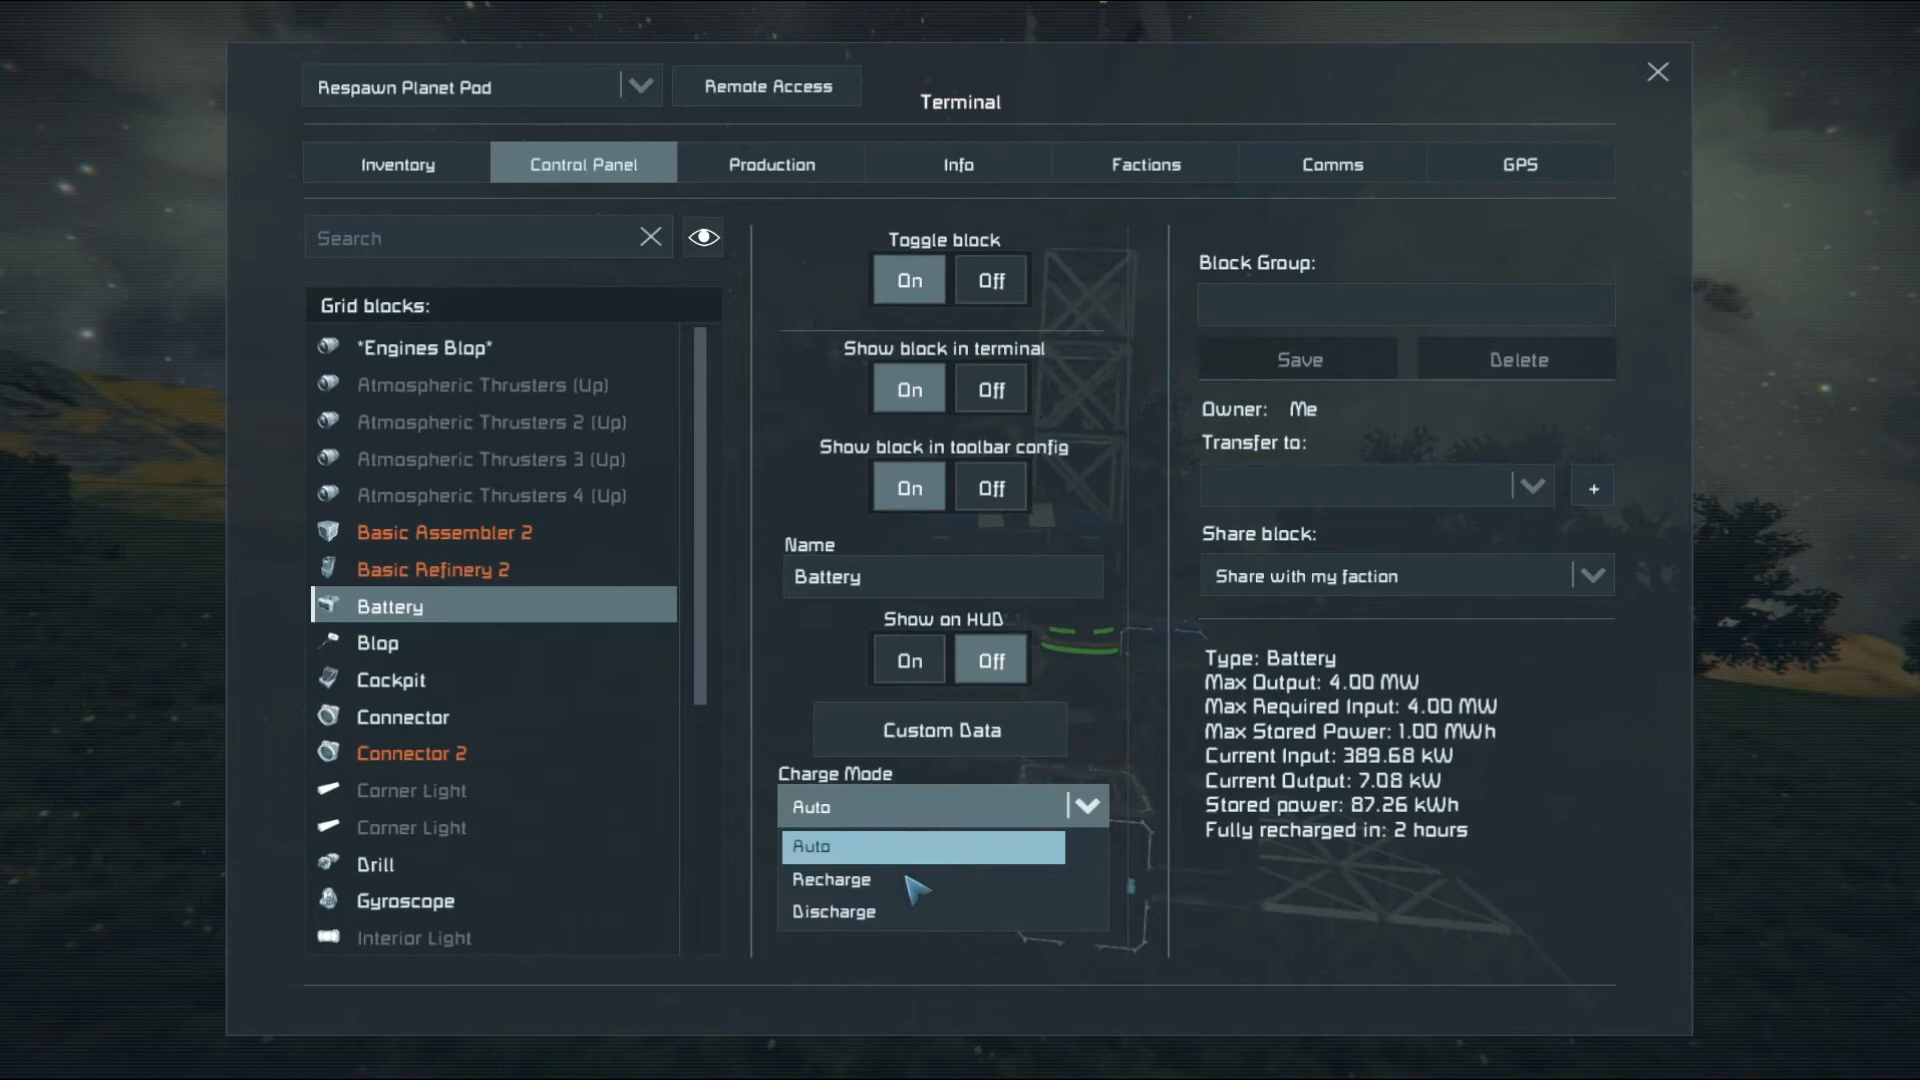 Respawn Planet Pod
Remote Access
Terminal
Inventory
Control Panel
Production
Info
Factions
Comms
GPS
Search
Grid blocks:
*Engines Blop*
Atmospheric Thrusters (Up)
Atmospheric Thrusters 2 (Up)
Atmospheric Thrusters 3 (Up)
Atmospheric Thrusters 4 (Up)
Basic Assembler 2
Basic Refinery 2
Battery
Blop
Cockpit
Connector
Connector 2
Corner Light
Corner Light
Drill
Gyroscope
Interior Light
Toggle block
On Off
Show block in terminal
On Off
Show block in toolbar config
On Off
Name
Battery
Show on HUD
On Off
Custom Data
Charge Mode
Auto
Auto
Recharge
Discharge
Block Group:
Save Delete
Owner: Me
Transfer to:
+
Share block:
Share with my faction
Type: Battery
Max Output: 4.00 MW
Max Required Input: 4.00 MW
Max Stored Power: 1.00 MWh
Current Input: 389.68 kW
Current Output: 7.08 kW
Stored power: 87.26 kWh
Fully recharged in: 2 hours